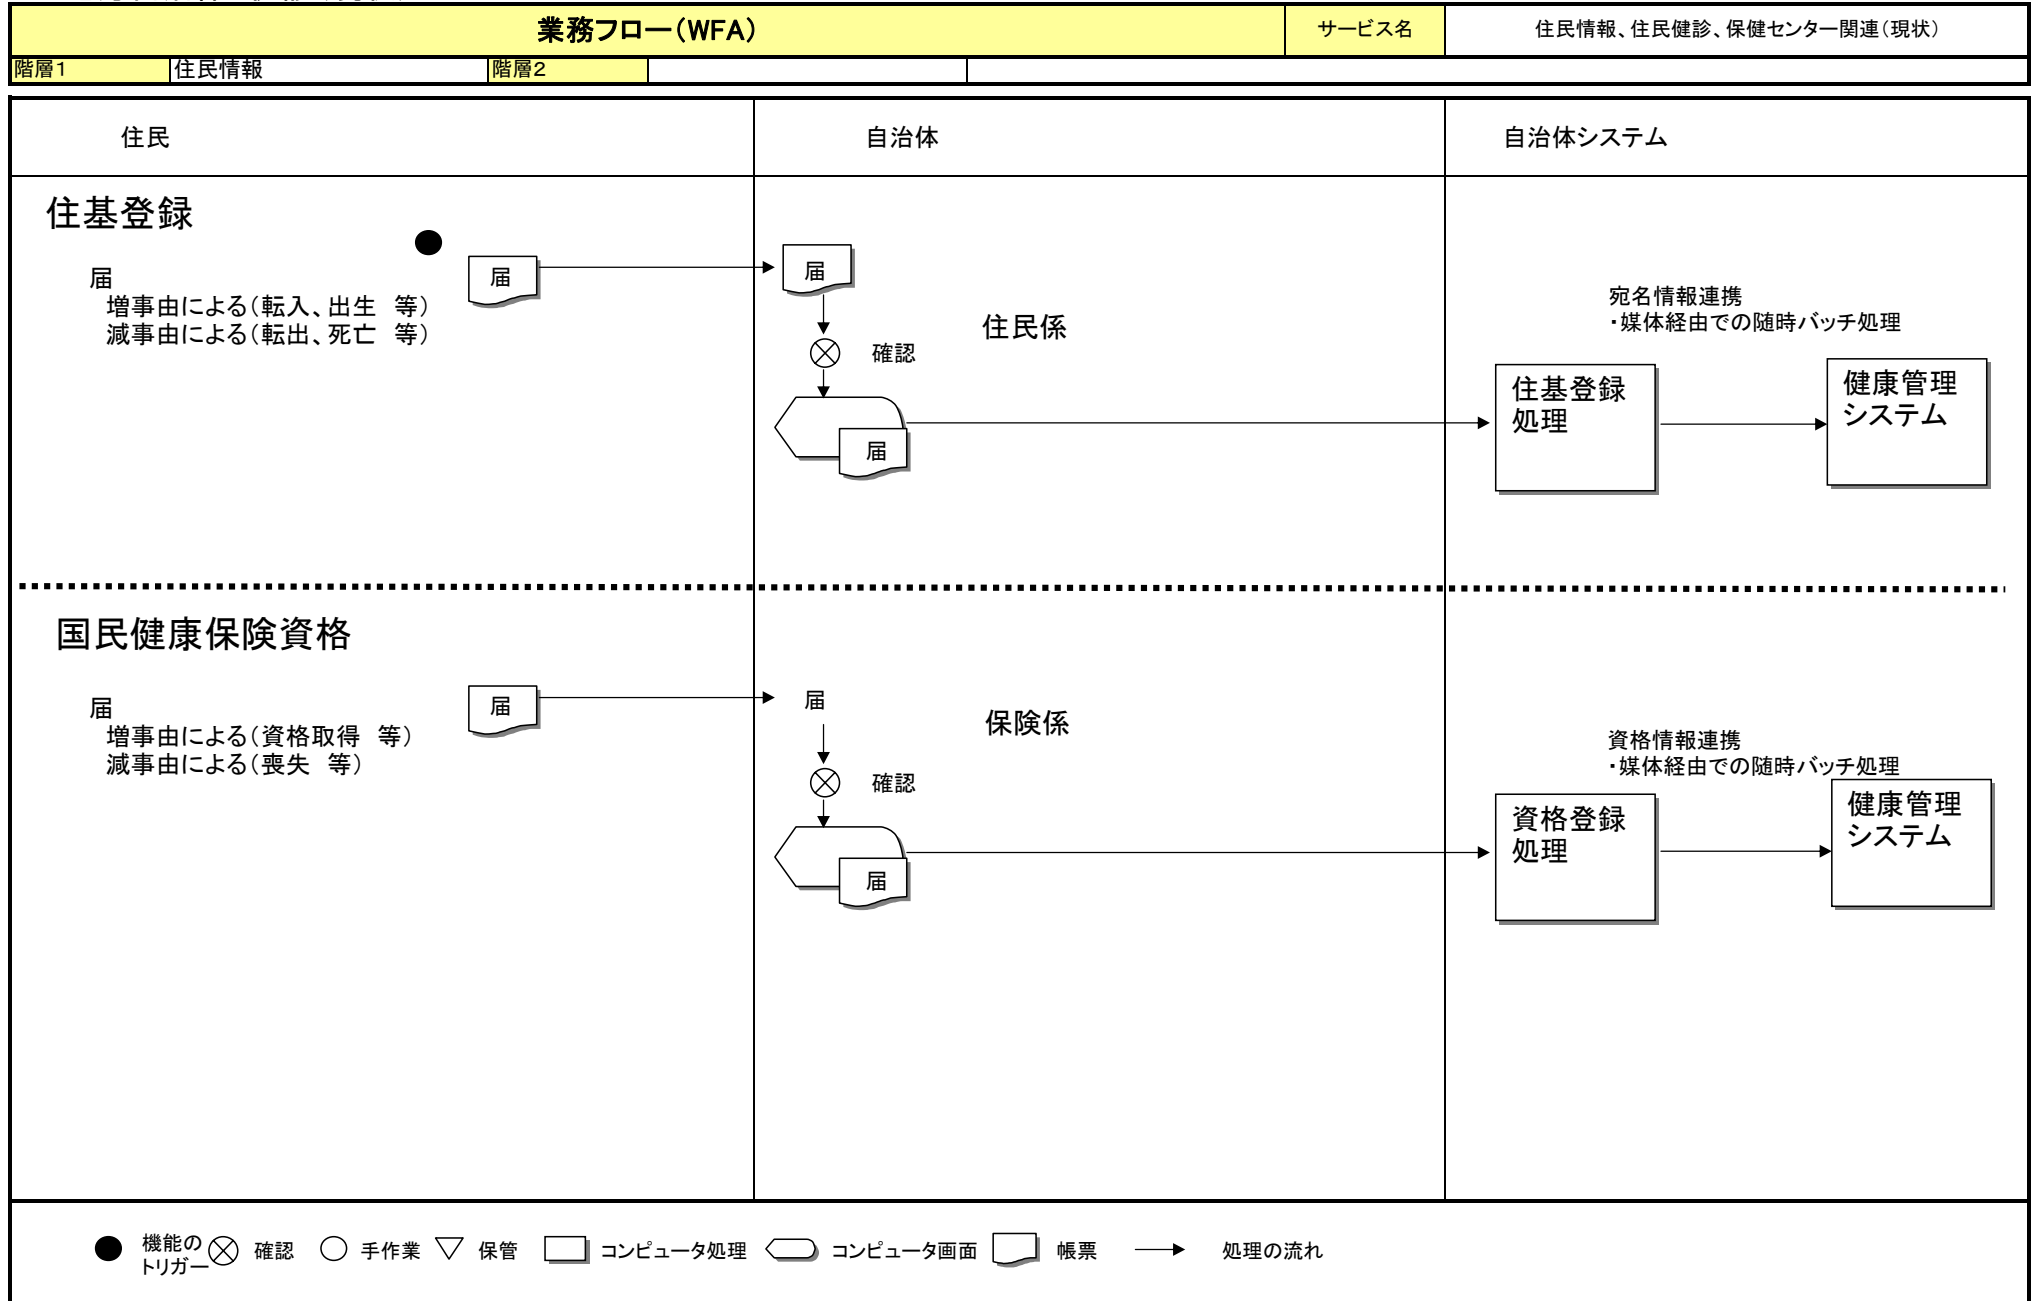 業務フロー(WFA)
サービス名
住民情報、住民健診、保健センター関連(現状)
階層1
住民情報
階層2
住民
自治体
自治体システム
住基登録
届
増事由による(転入、出生　等)
減事由による(転出、死亡　等)
届
届
確認
住民係
届
宛名情報連携
・媒体経由での随時バッチ処理
住基登録
処理
健康管理
システム
国民健康保険資格
届
増事由による(資格取得　等)
減事由による(喪失　等)
届
届
確認
保険係
届
資格情報連携
・媒体経由での随時バッチ処理
資格登録
処理
健康管理
システム
機能の
トリガー
確認
手作業
保管
コンピュータ処理
コンピュータ画面
帳票
処理の流れ